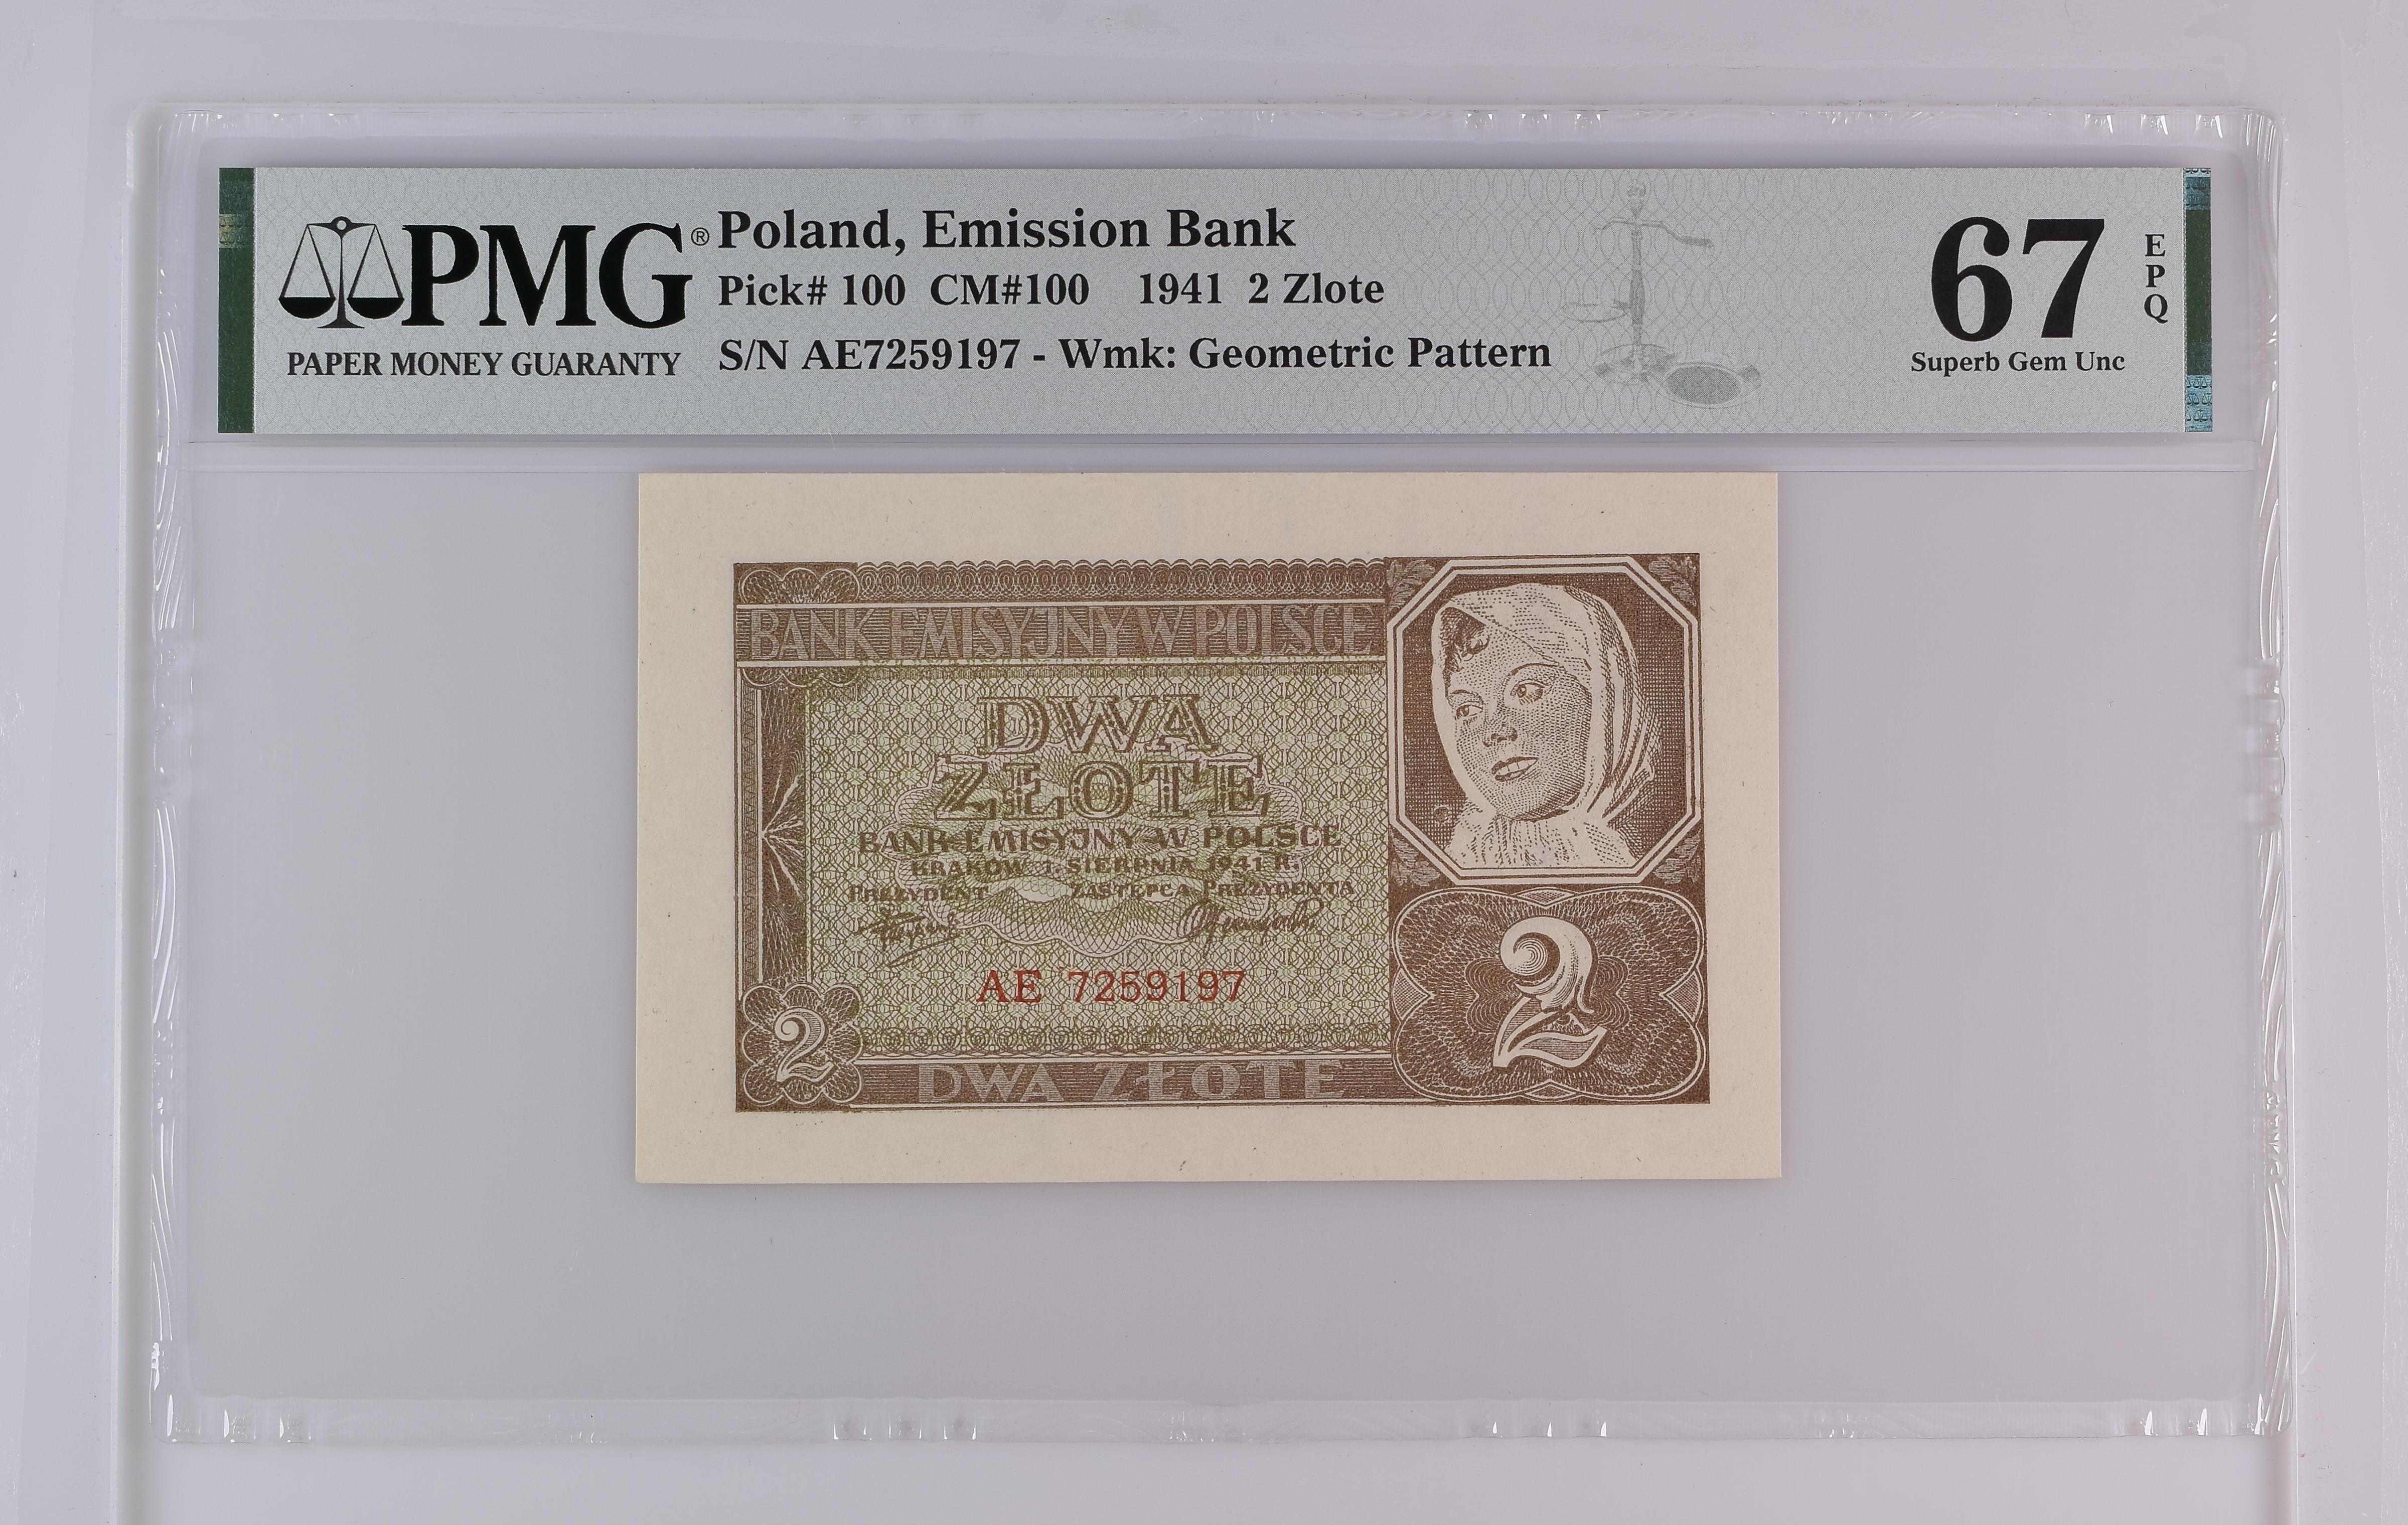 PMG®
PAPER MONEY GUARANTY
Poland, Emission Bank
Pick# 100 CM#100 1941 2 Zlote
S/N AE7259197 - Wmk: Geometric Pattern
67
EPQ
Superb Gem Unc
BANK EMISYJNY W POLSCE
DWA
ZŁOTE
BANK EMISYJNY W POLSCE
KRAKÓW 1. SIERPNIA 1941 R.
PREZYDENT ZASTĘPCA PREZYDENTA
AE 7259197
2
DWA ZŁOTE
2